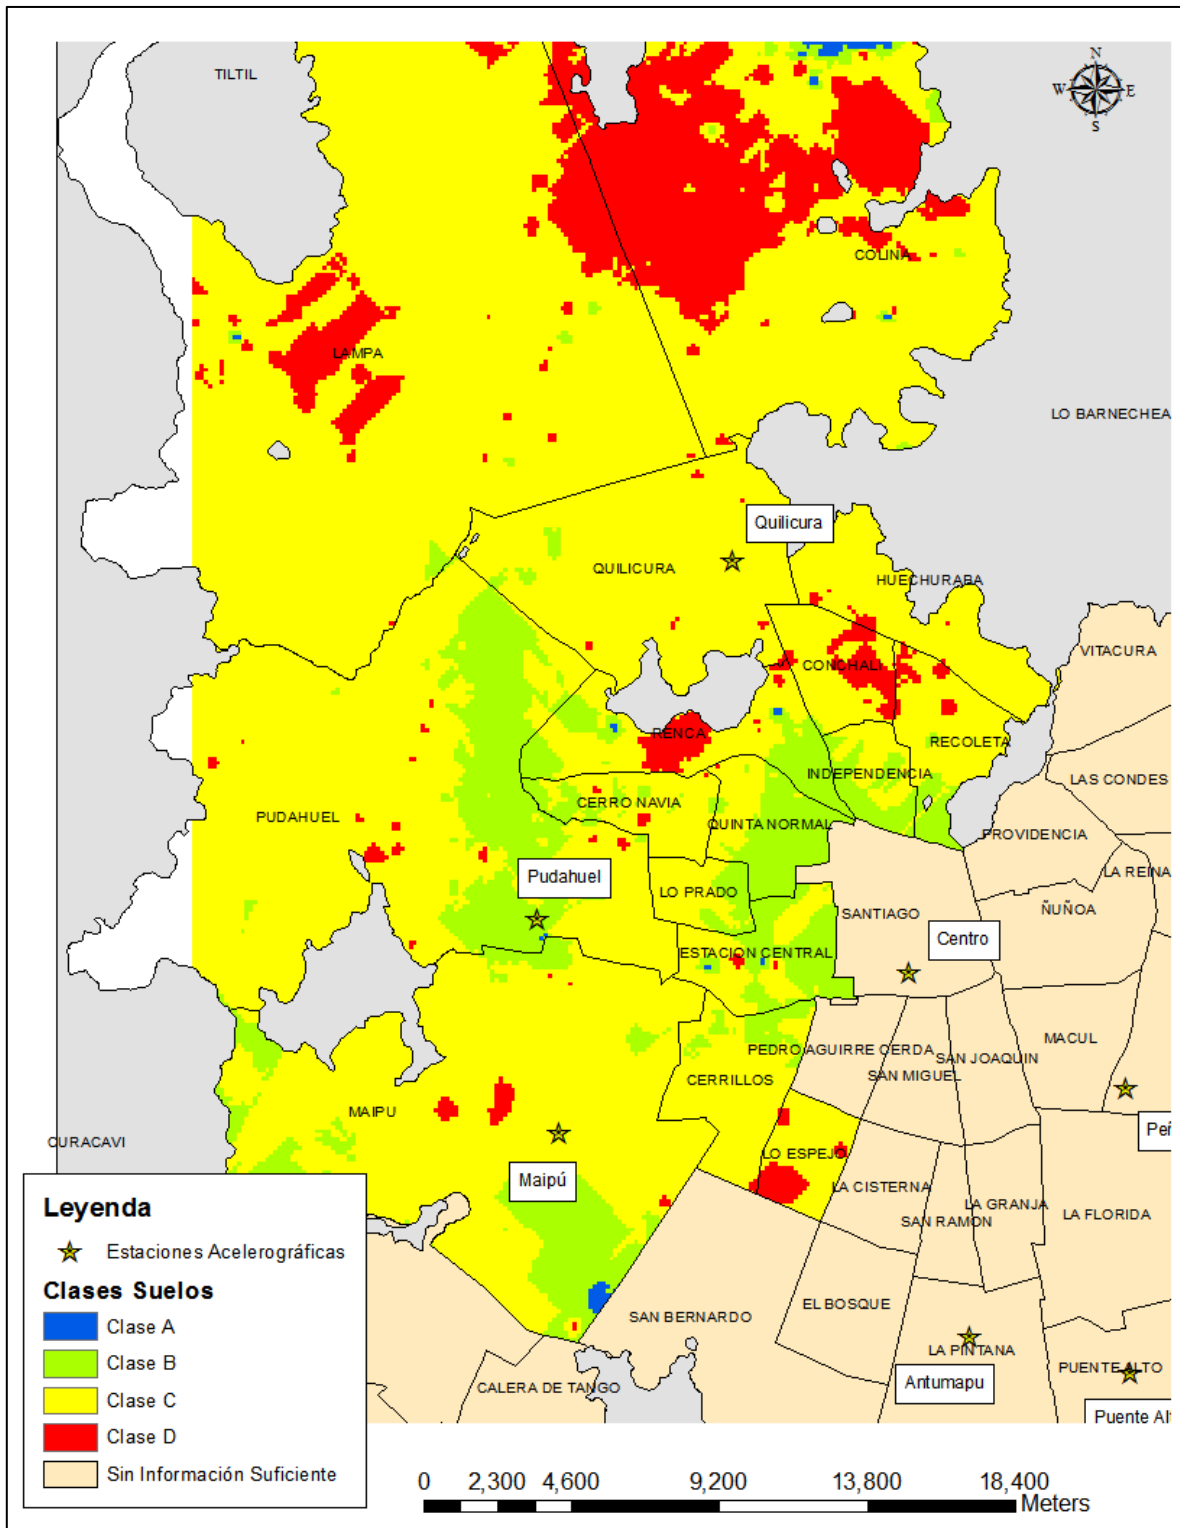 N
W E
S
TILTIL
COLINA
LAMPA
LO BARNECHEA
Quilicura
QUILICURA
HUECHURABA
VITACURA
CONCHALI
RENCA
RECOLETA
INDEPENDENCIA
LAS CONDES
CERRO NAVIA
PUDAHUEL
QUINTA NORMAL
PROVIDENCIA
LA REINA
Pudahuel
LO PRADO
SANTIAGO
ÑUÑOA
Centro
ESTACION CENTRAL
MACUL
PEDRO AGUIRRE CERDA
SAN JOAQUIN
SAN MIGUEL
CERRILLOS
MAIPU
Peñ
CURACAVI
LO ESPEJO
Maipú
LA CISTERNA
LA GRANJA
SAN RAMON
LA FLORIDA
EL BOSQUE
SAN BERNARDO
LA PINTANA
PUENTE ALTO
CALERA DE TANGO
Antumapu
Puente Alt
Leyenda
Estaciones Acelerográficas
Clases Suelos
Clase A
Clase B
Clase C
Clase D
Sin Información Suficiente
0 2,300 4,600 9,200 13,800 18,400
Meters